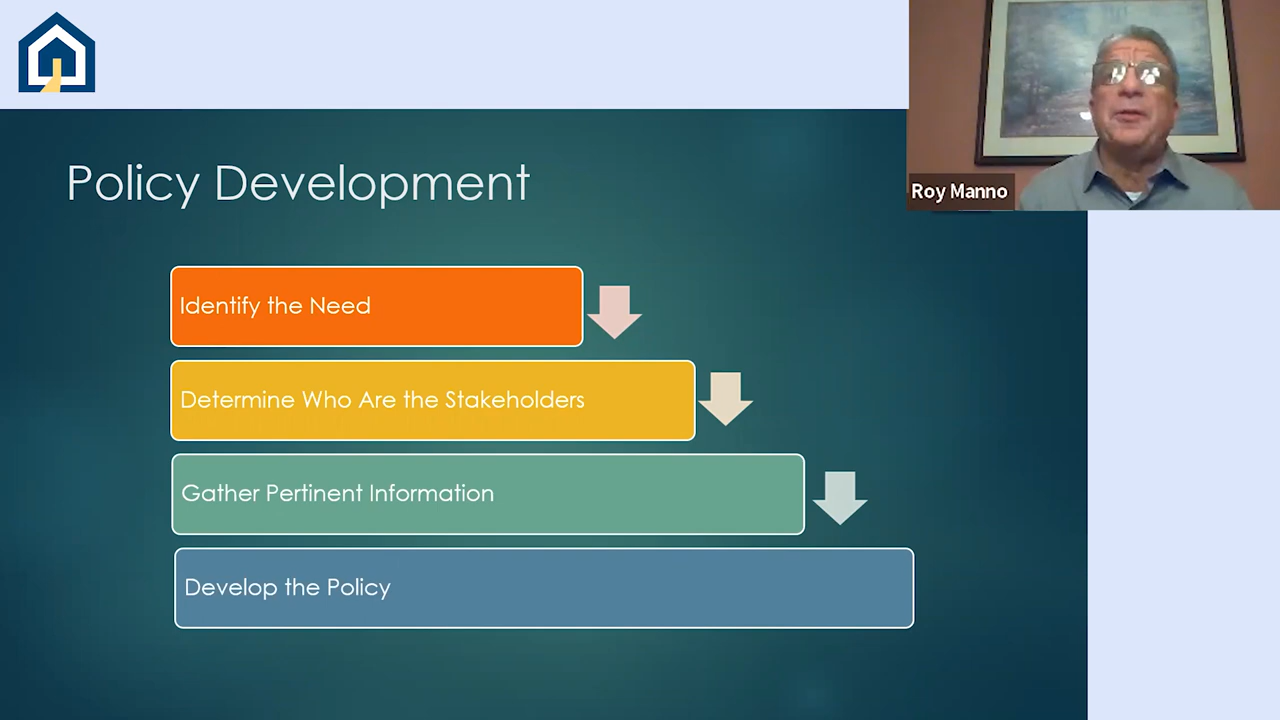 Policy Development
Roy Manno
Identify the Need
Determine Who Are the Stakeholders
Gather Pertinent Information
Develop the Policy